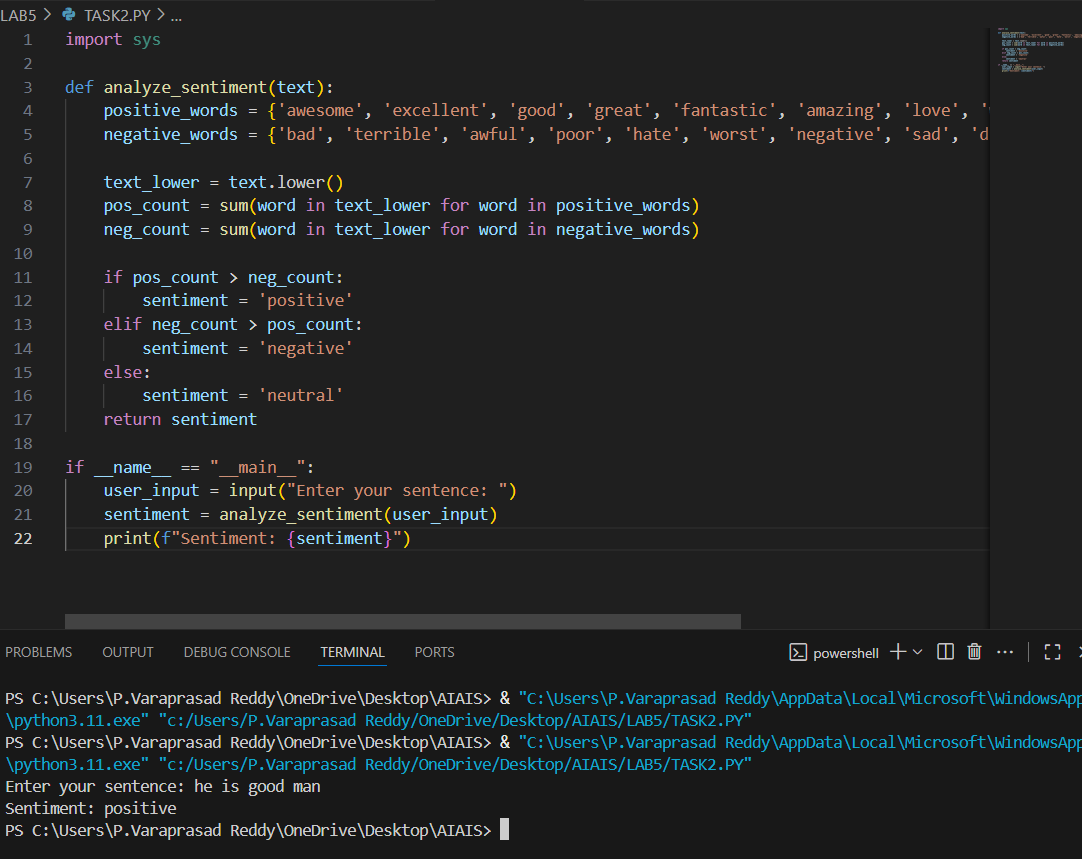 LAB5 > TASK2.PY > ...
1 import sys
2
3 def analyze_sentiment(text):
4     positive_words = {'awesome', 'excellent', 'good', 'great', 'fantastic', 'amazing', 'love', '
5     negative_words = {'bad', 'terrible', 'awful', 'poor', 'hate', 'worst', 'negative', 'sad', 'd
6
7     text_lower = text.lower()
8     pos_count = sum(word in text_lower for word in positive_words)
9     neg_count = sum(word in text_lower for word in negative_words)
10
11     if pos_count > neg_count:
12         sentiment = 'positive'
13     elif neg_count > pos_count:
14         sentiment = 'negative'
15     else:
16         sentiment = 'neutral'
17     return sentiment
18
19 if __name__ == "__main__":
20     user_input = input("Enter your sentence: ")
21     sentiment = analyze_sentiment(user_input)
22     print(f"Sentiment: {sentiment}")
PROBLEMS OUTPUT DEBUG CONSOLE TERMINAL PORTS powershell
PS C:\Users\P.Varaprasad Reddy\OneDrive\Desktop\AIAIS> & "C:\Users\P.Varaprasad Reddy\AppData\Local\Microsoft\WindowsApp
\python3.11.exe" "c:/Users/P.Varaprasad Reddy/OneDrive/Desktop/AIAIS/LAB5/TASK2.PY"
PS C:\Users\P.Varaprasad Reddy\OneDrive\Desktop\AIAIS> & "C:\Users\P.Varaprasad Reddy\AppData\Local\Microsoft\WindowsApp
\python3.11.exe" "c:/Users/P.Varaprasad Reddy/OneDrive/Desktop/AIAIS/LAB5/TASK2.PY"
Enter your sentence: he is good man
Sentiment: positive
PS C:\Users\P.Varaprasad Reddy\OneDrive\Desktop\AIAIS>